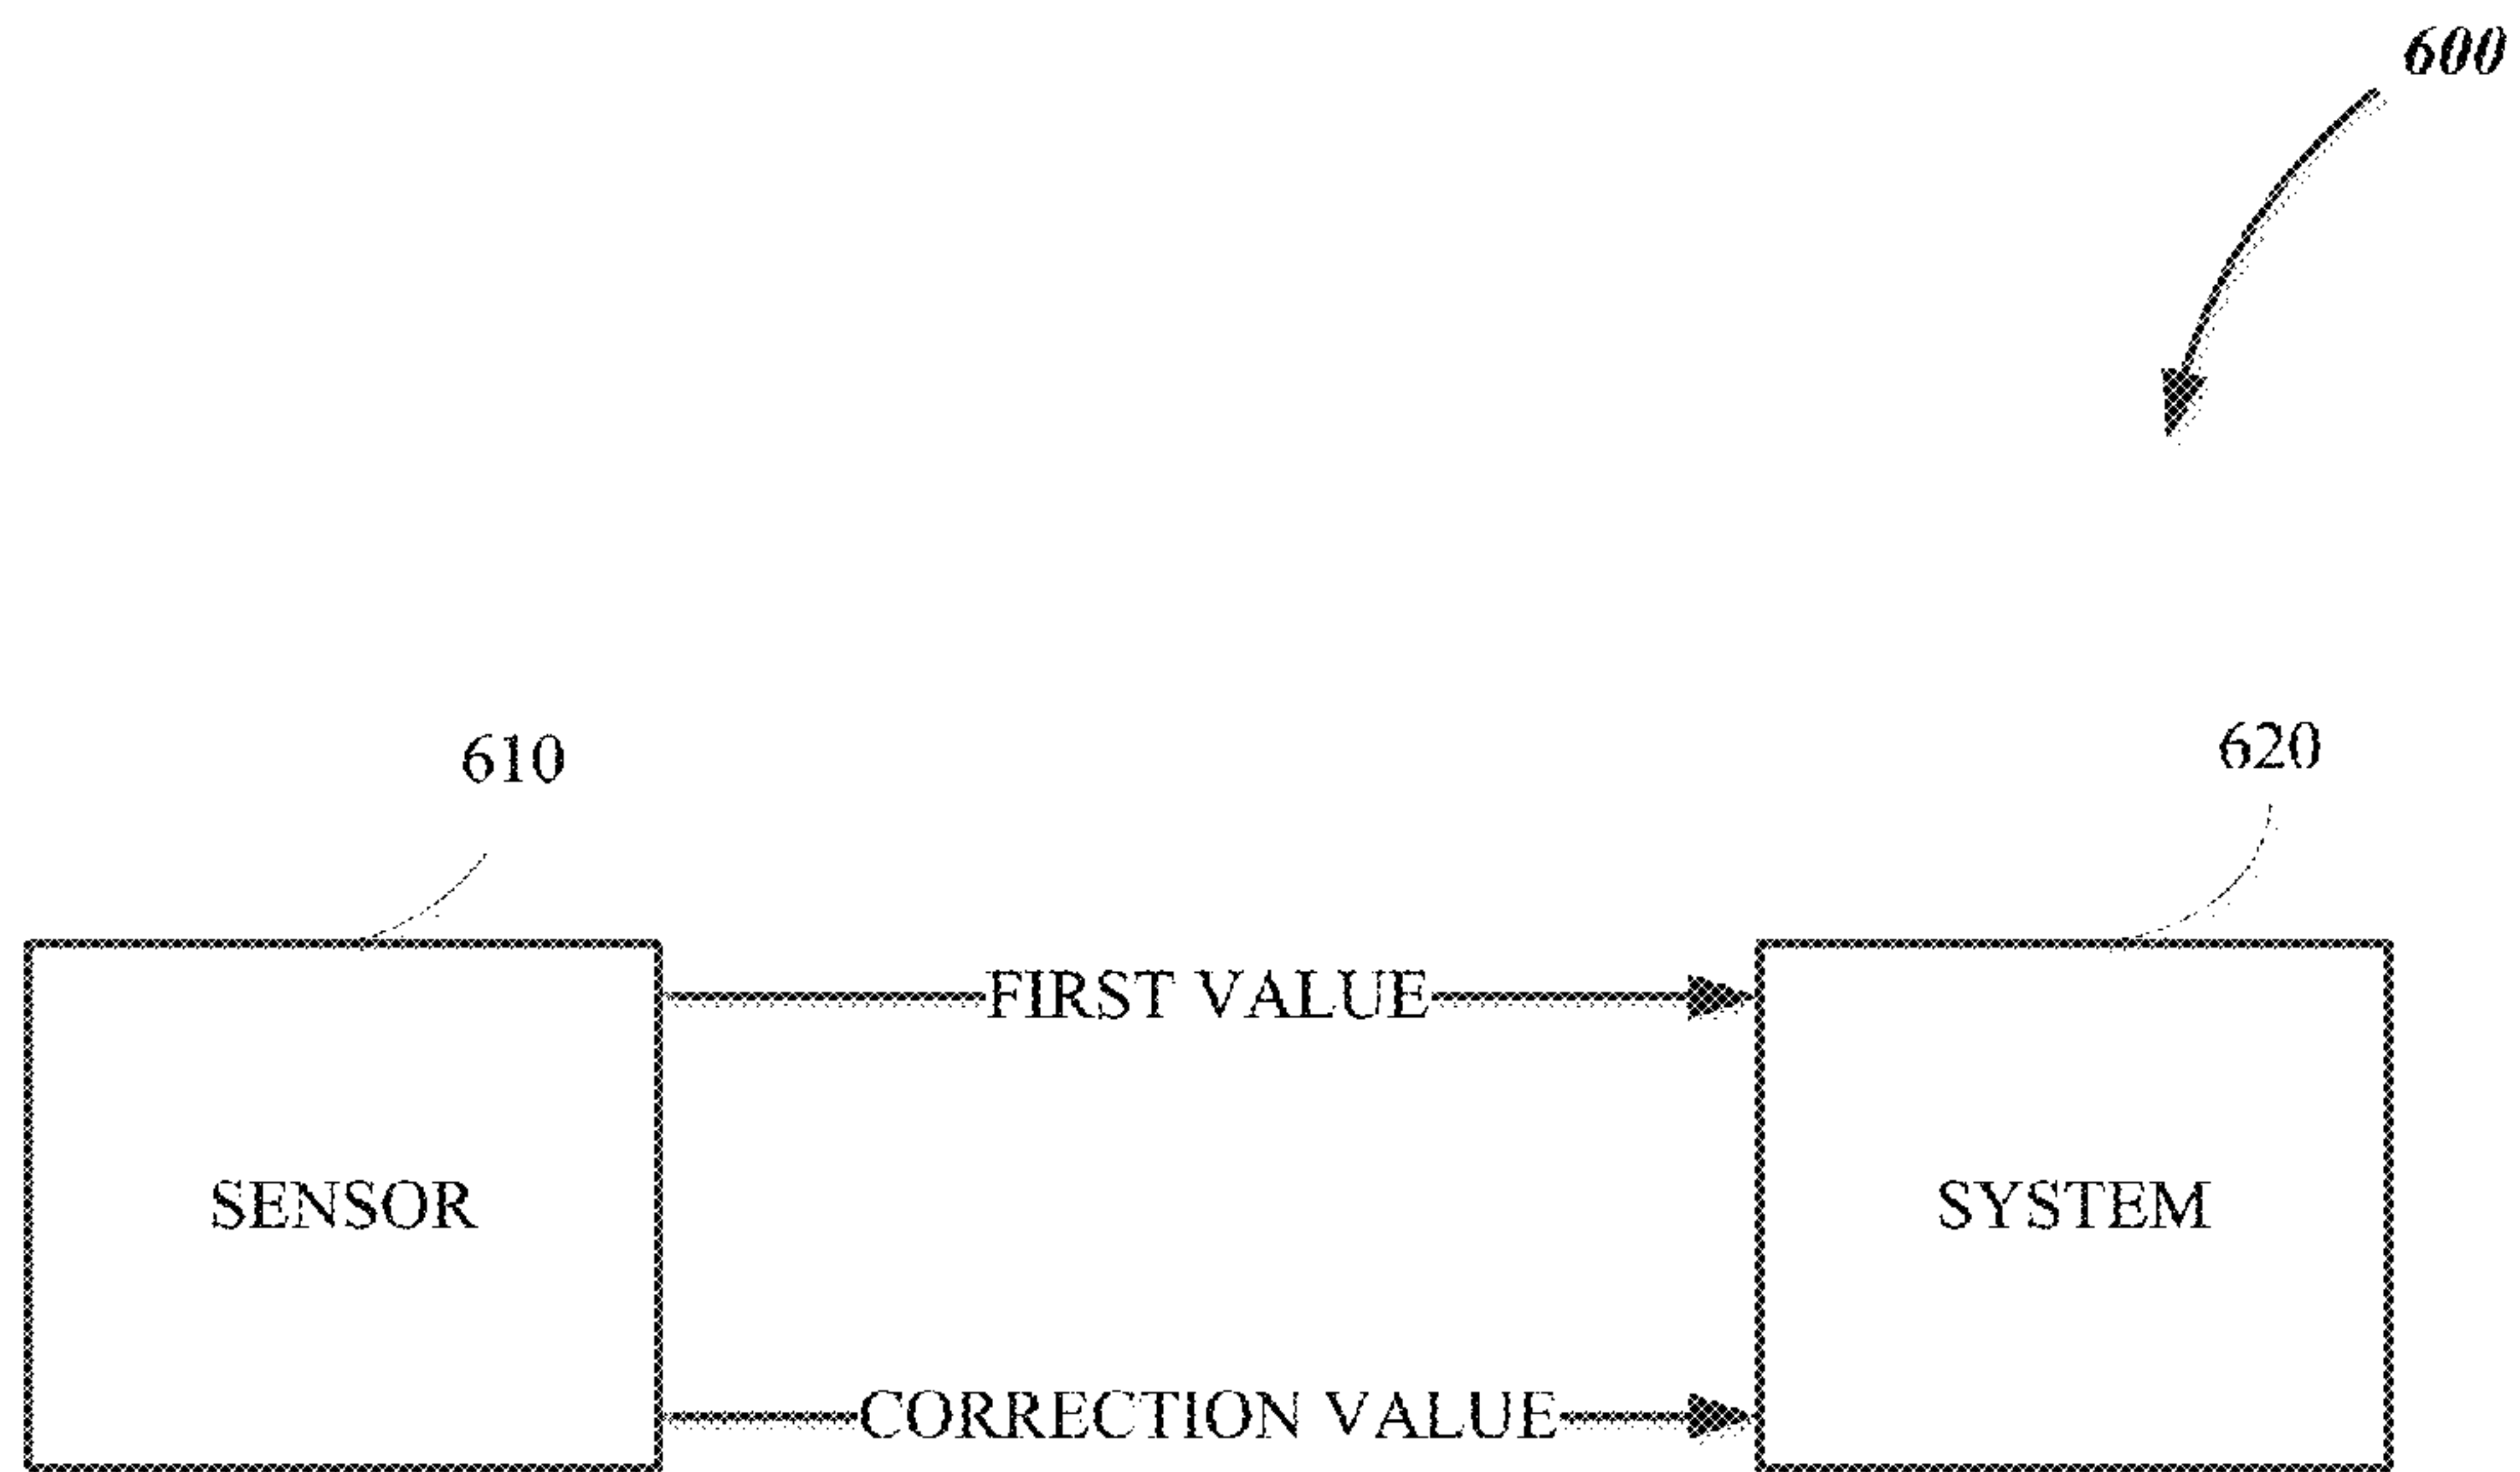 600
610
620
FIRST VALUE
SENSOR
SYSTEM
CORRECTION VALUE